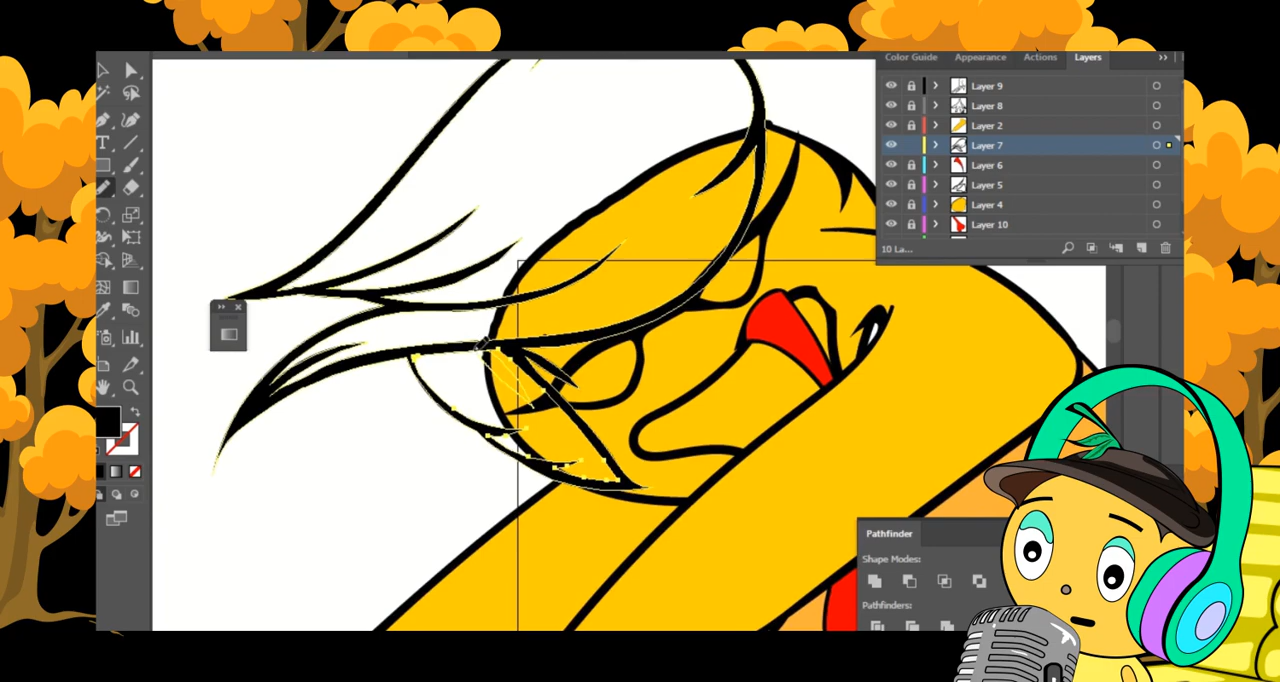 Color Guide Appearance Actions Layers
Layer 9
Layer 8
Layer 2
Layer 7
Layer 6
Layer 5
Layer 4
Layer 10
10 La...
Pathfinder
Shape Modes:
Pathfinders: